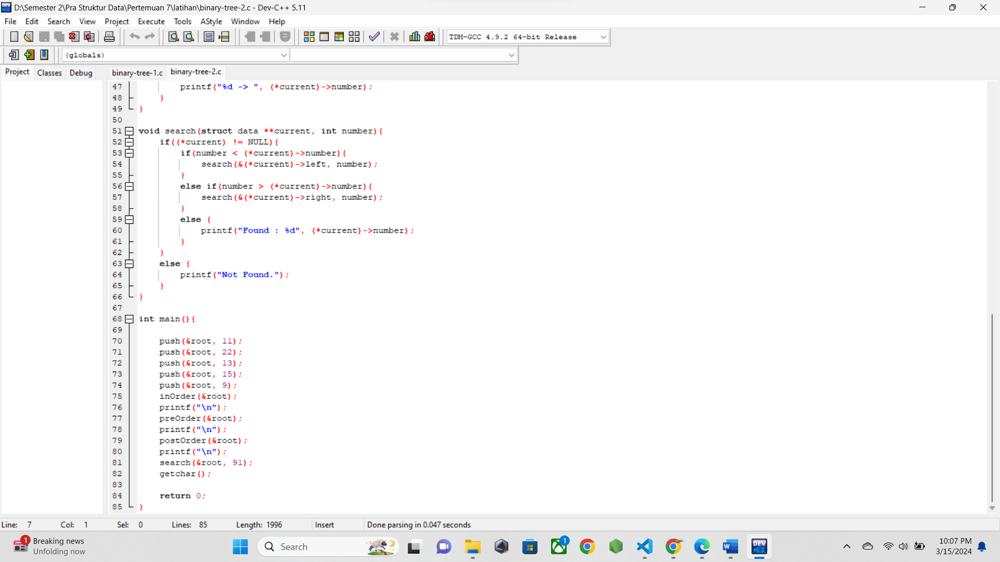 D:\Semester 2\Pra Struktur Data\Pertemuan 7\latihan\binary-tree-2.c - Dev-C++ 5.11
File Edit Search View Project Execute Tools AStyle Window Help
TDM-GCC 4.9.2 64-bit Release
(globals)
Project Classes Debug binary-tree-1.c binary-tree-2.c
47 printf("%d -> ", (*current)->number);
48 }
49 }
50
51 void search(struct data **current, int number){
52 if((*current) != NULL){
53 if(number < (*current)->number){
54 search(&(*current)->left, number);
55 }
56 else if(number > (*current)->number){
57 search(&(*current)->right, number);
58 }
59 else {
60 printf("Found : %d", (*current)->number);
61 }
62 }
63 else {
64 printf("Not Found.");
65 }
66 }
67
68 int main(){
69
70 push(&root, 11);
71 push(&root, 22);
72 push(&root, 13);
73 push(&root, 15);
74 push(&root, 9);
75 inOrder(&root);
76 printf("\n");
77 preOrder(&root);
78 printf("\n");
79 postOrder(&root);
80 printf("\n");
81 search(&root, 91);
82 getchar();
83
84 return 0;
85 }
Line: 7 Col: 1 Sel: 0 Lines: 85 Length: 1996 Insert Done parsing in 0.047 seconds
1 Breaking news
Unfolding now
Search
1
W
DEV
C++
10:07 PM
3/15/2024